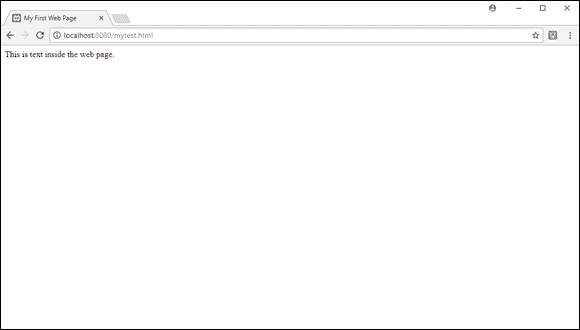 My First Web Page
localhost:8080/mytest.html
This is text inside the web page.